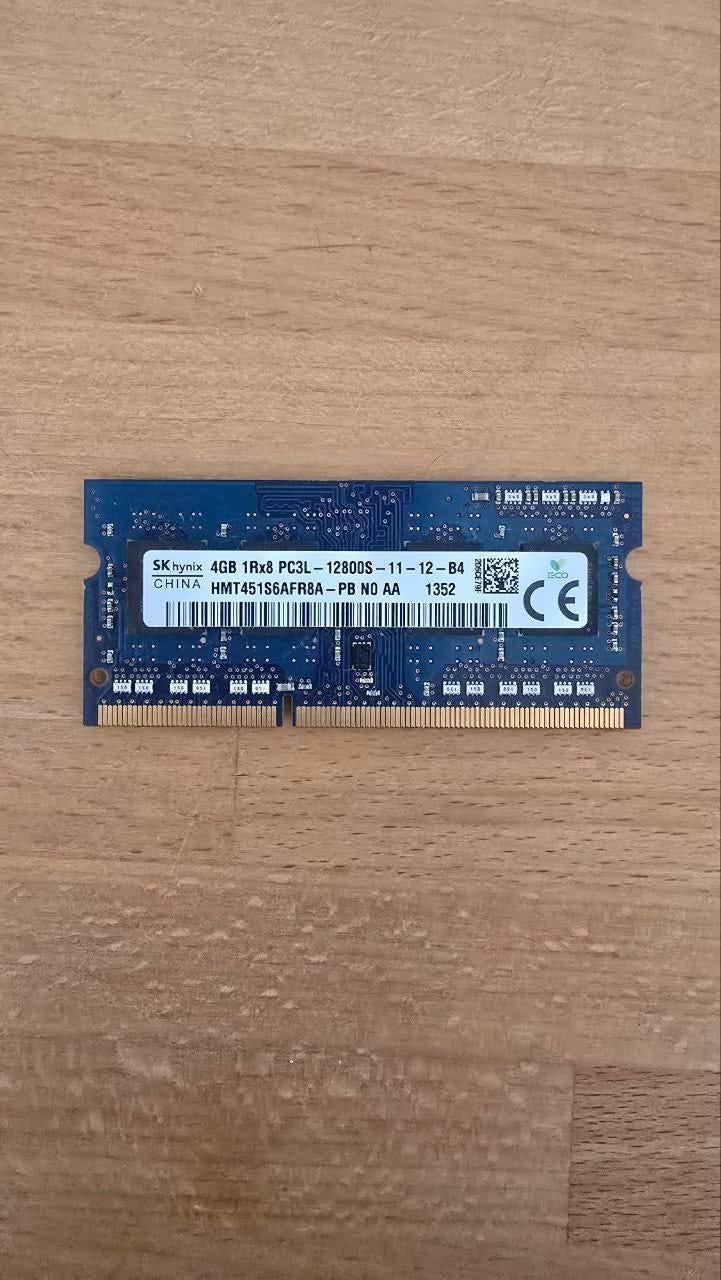 SK hynix 4GB 1Rx8 PC3L-12800S-11-12-B4
CHINA HMT451S6AFR8A-PB N0 AA 1352
ECO
CE